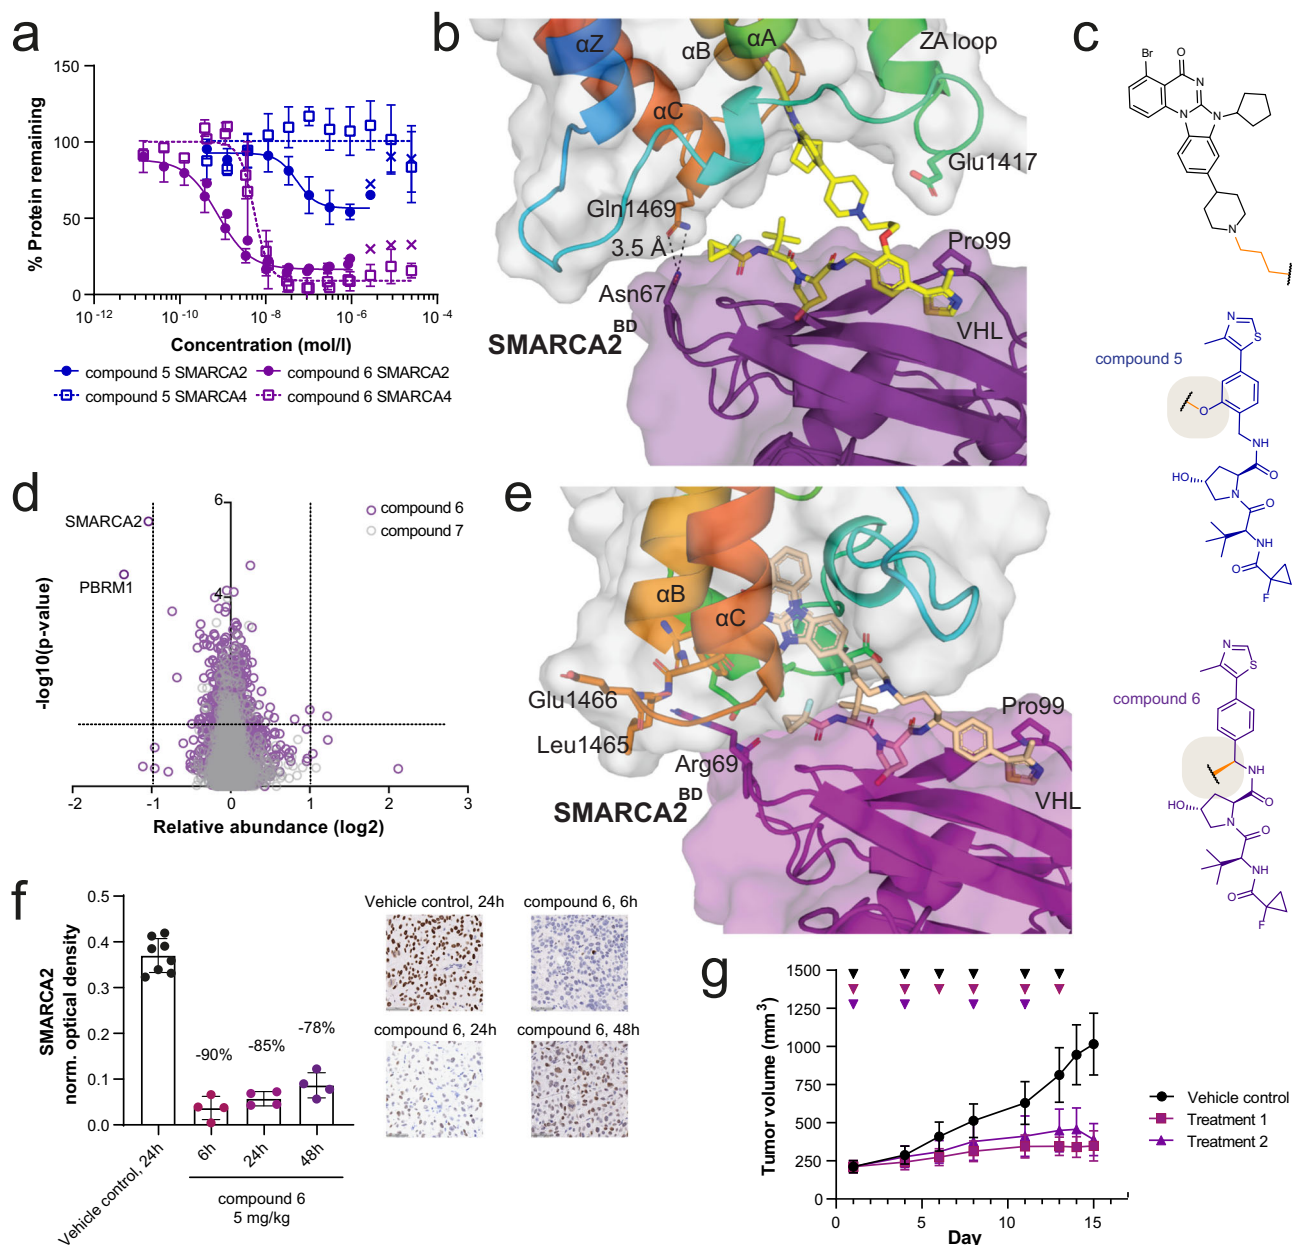 a
% Protein remaining
150
100
50
0
10-12
10-10
10-8
10-6
10-4
Concentration (mol/l)
compound 5 SMARCA2
compound 6 SMARCA2
compound 5 SMARCA4
compound 6 SMARCA4
b
αZ
αB
αA
ZA loop
αC
Glu1417
Gln1469
3.5 Å
Pro99
Asn67
SMARCA2BD
VHL
c
Br
O
N
N
N
N
compound 5
N
S
O
NH
O
HO
N
O
NH
O
F
compound 6
N
S
NH
O
HO
N
O
NH
O
F
d
-log10(p-value)
6
4
SMARCA2
PBRM1
compound 6
compound 7
-2
-1
0
1
2
3
Relative abundance (log2)
e
αB
αC
Glu1466
Leu1465
Arg69
Pro99
SMARCA2BD
VHL
f
SMARCA2
norm. optical density
0.5
0.4
0.3
0.2
0.1
0.0
-90%
-85%
-78%
Vehicle control, 24h
6h
24h
48h
compound 6
5 mg/kg
Vehicle control, 24h
compound 6, 6h
compound 6, 24h
compound 6, 48h
g
Tumor volume (mm3)
1500
1250
1000
750
500
250
0
0
5
10
15
Day
Vehicle control
Treatment 1
Treatment 2